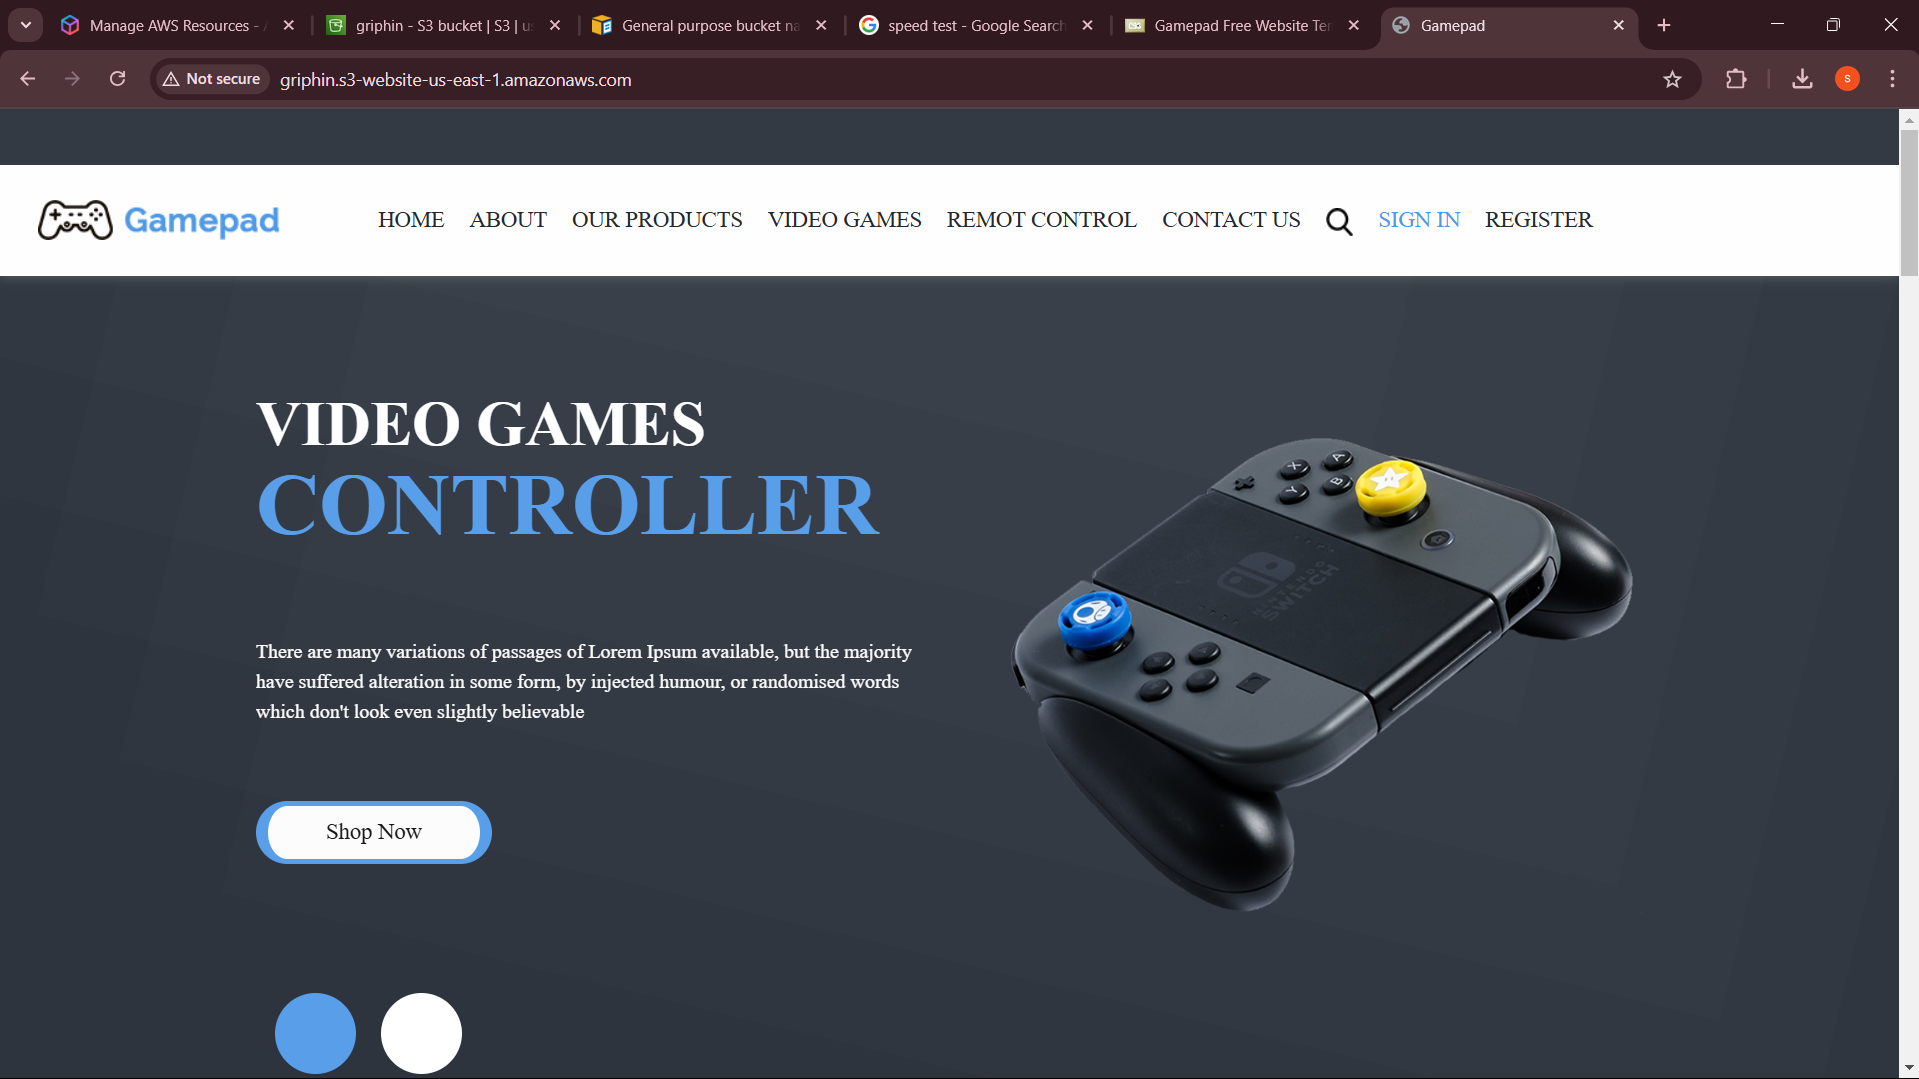 Manage AWS Resources - A
griphin - S3 bucket | S3 | us
General purpose bucket na
speed test - Google Search
Gamepad Free Website Tem
Gamepad
Not secure
griphin.s3-website-us-east-1.amazonaws.com
s
Gamepad
HOME
ABOUT
OUR PRODUCTS
VIDEO GAMES
REMOT CONTROL
CONTACT US
SIGN IN
REGISTER
VIDEO GAMES
CONTROLLER
There are many variations of passages of Lorem Ipsum available, but the majority
have suffered alteration in some form, by injected humour, or randomised words
which don't look even slightly believable
Shop Now
X
A
Y
B
NINTENDO
SWITCH